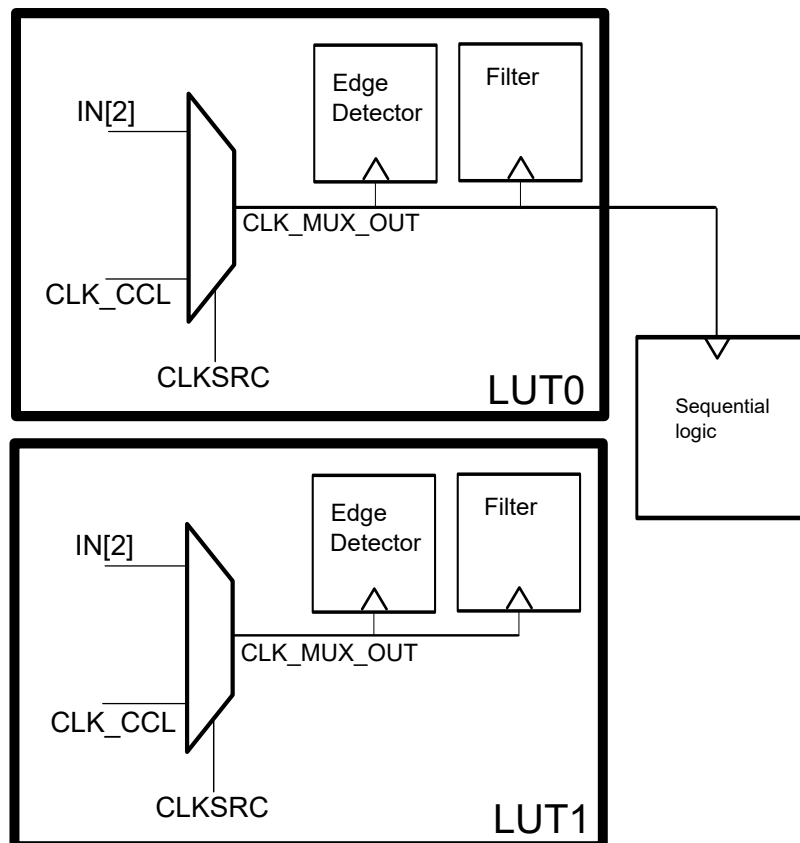 Edge
Detector
Filter
IN[2]
CLK_MUX_OUT
CLK_CCL
CLKSRC
LUT0
Sequential
logic
Edge
Detector
Filter
IN[2]
CLK_MUX_OUT
CLK_CCL
CLKSRC
LUT1